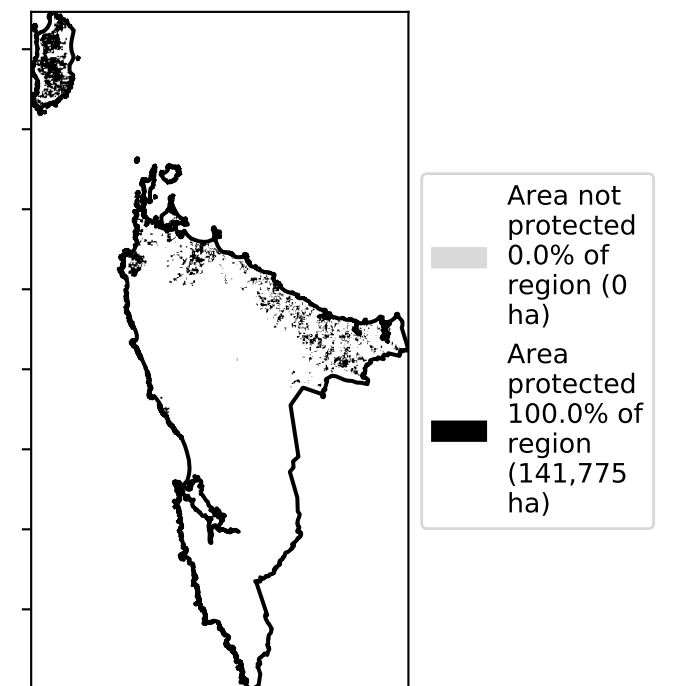 Area not
protected
0.0% of
region (0
ha)
Area
protected
100.0% of
region
(141,775
ha)